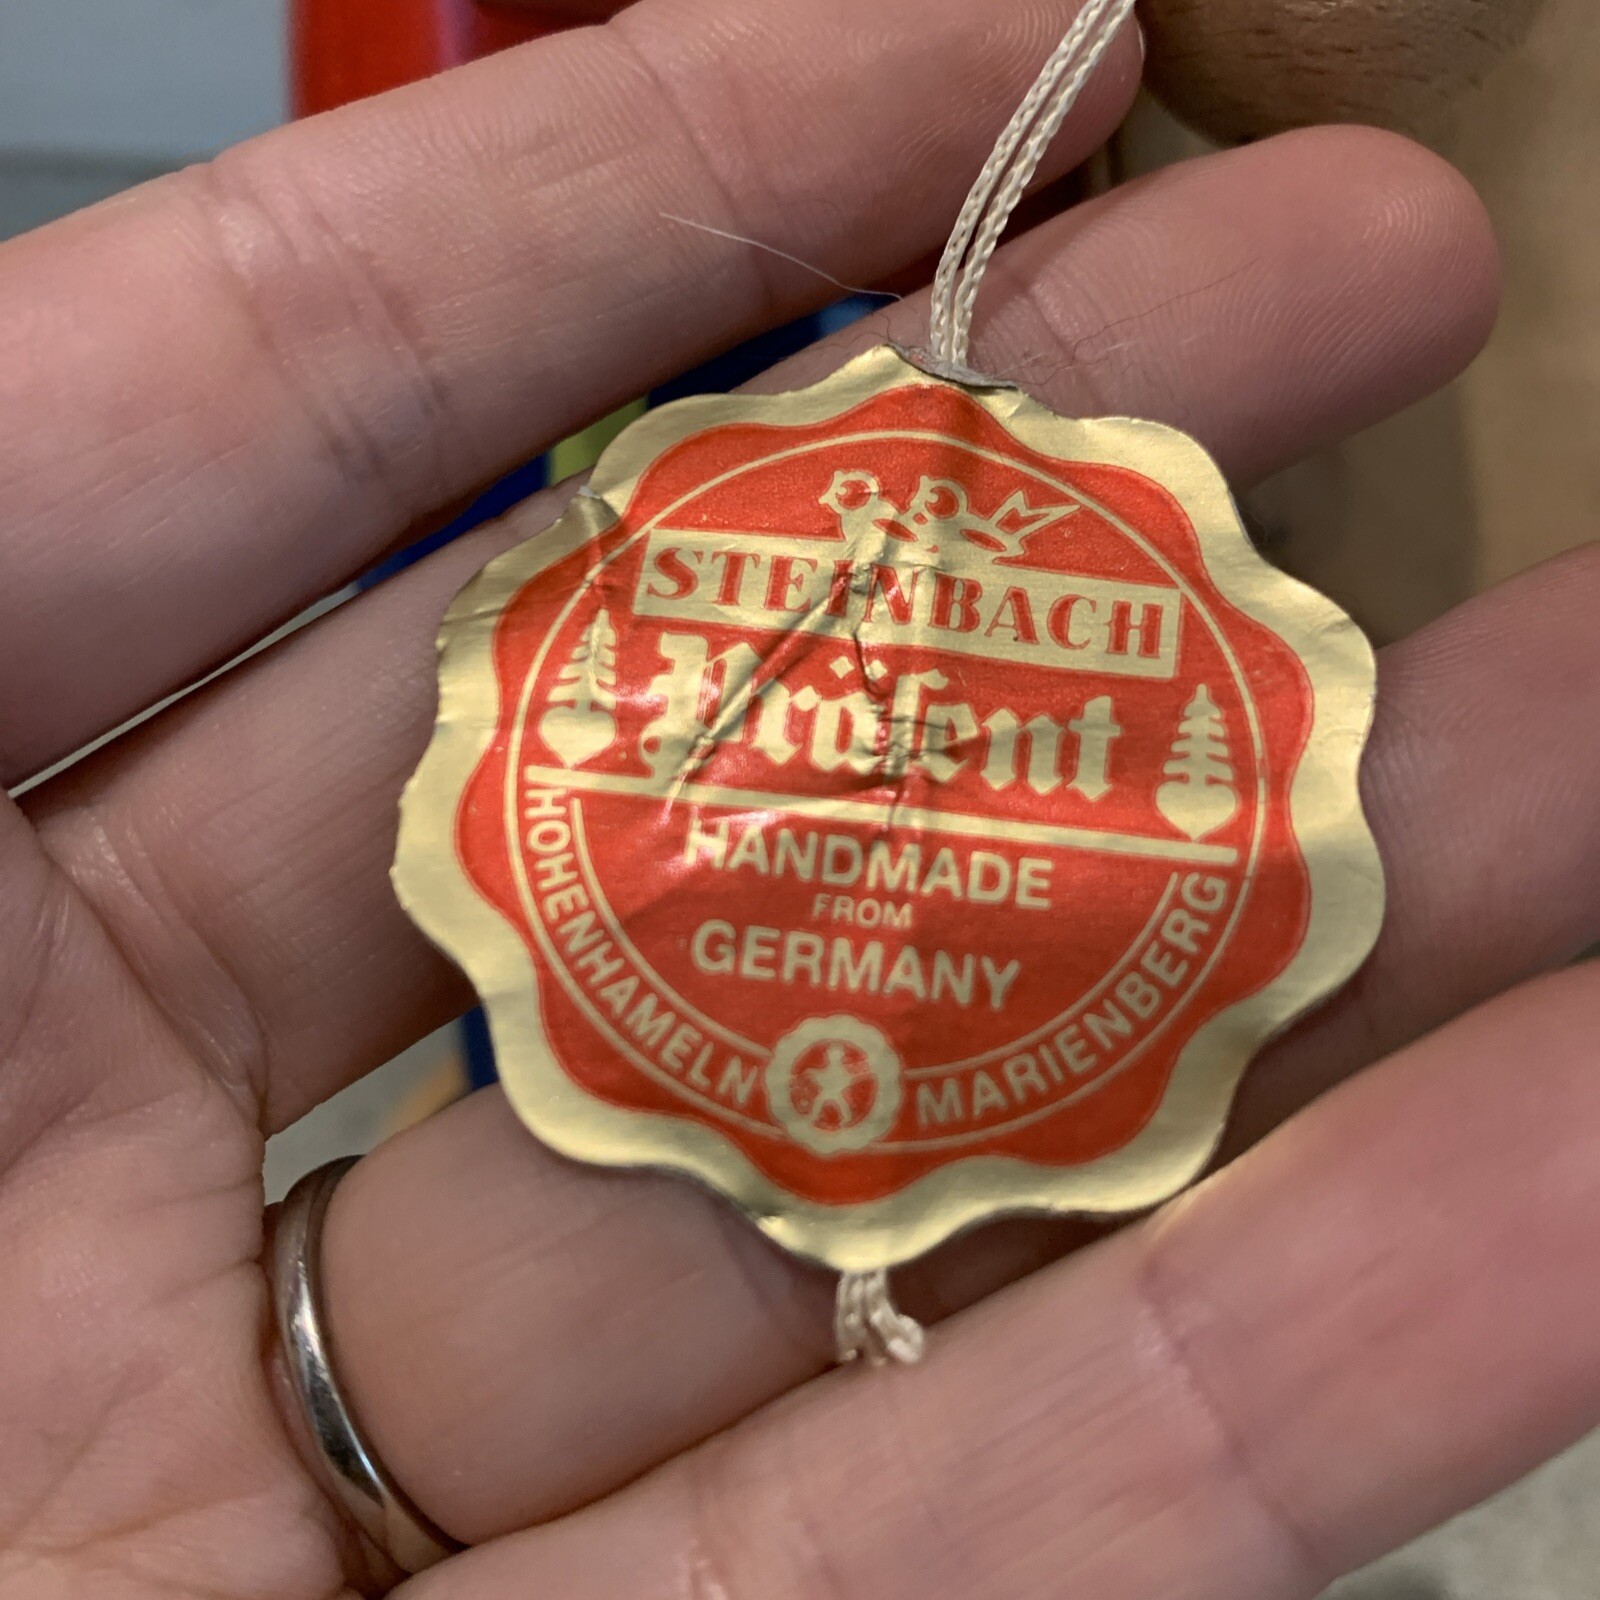 STEINBACH
Präſent
HANDMADE
FROM
GERMANY
HOHENHAMELN
MARIENBERG